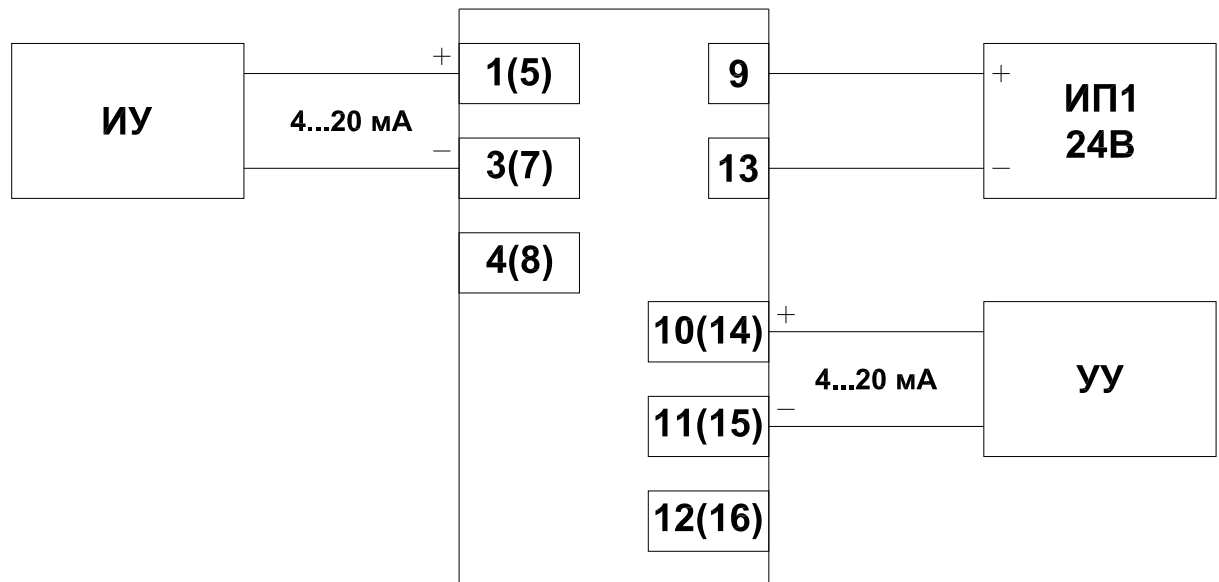 ИУ
+
4...20 мА
−
1(5)
3(7)
4(8)
9
13
+
ИП1
24В
−
10(14)
11(15)
12(16)
+
4...20 мА
−
УУ